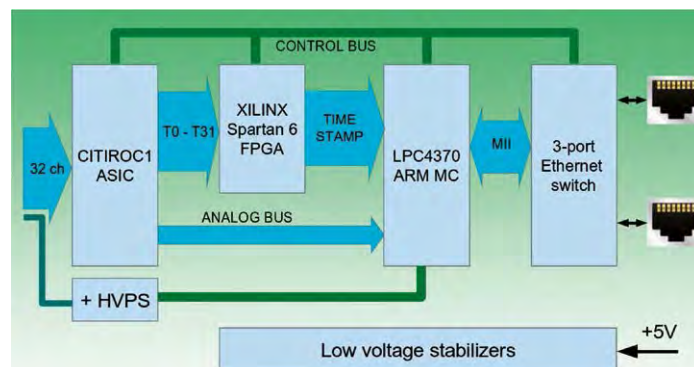 CONTROL BUS
32 ch
CITIROC1
ASIC
T0 - T31
XILINX
Spartan 6
FPGA
TIME
STAMP
LPC4370
ARM MC
MII
3-port
Ethernet
switch
ANALOG BUS
+ HVPS
+5V
Low voltage stabilizers